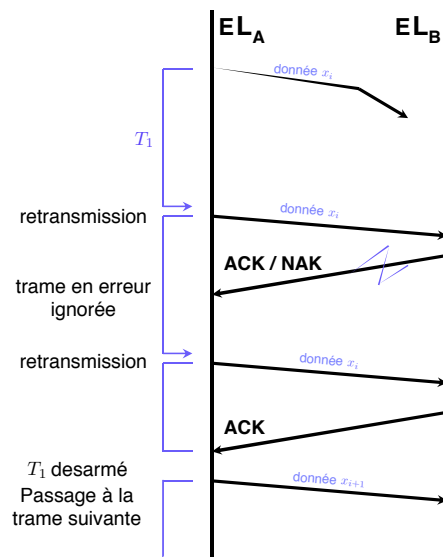 EL_A EL_B
donnée x_i
T_1
retransmission
donnée x_i
ACK / NAK
trame en erreur
ignorée
retransmission
donnée x_i
ACK
T_1 desarmé
Passage à la
trame suivante
donnée x_{i+1}